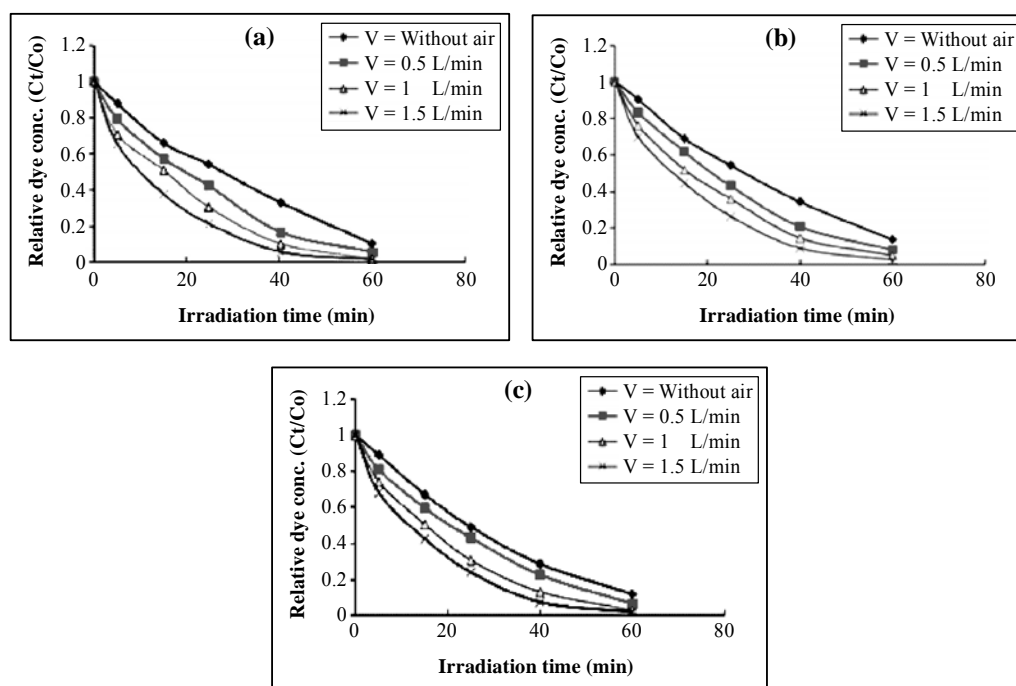 (a)
V = Without air
V = 0.5 L/min
V = 1 L/min
V = 1.5 L/min
Relative dye conc. (Ct/Co)
1.2
1
0.8
0.6
0.4
0.2
0
0 20 40 60 80
Irradiation time (min)
(b)
V = Without air
V = 0.5 L/min
V = 1 L/min
V = 1.5 L/min
Relative dye conc. (Ct/Co)
1.2
1
0.8
0.6
0.4
0.2
0
0 20 40 60 80
Irradiation time (min)
(c)
V = Without air
V = 0.5 L/min
V = 1 L/min
V = 1.5 L/min
Relative dye conc. (Ct/Co)
1.2
1
0.8
0.6
0.4
0.2
0
0 20 40 60 80
Irradiation time (min)